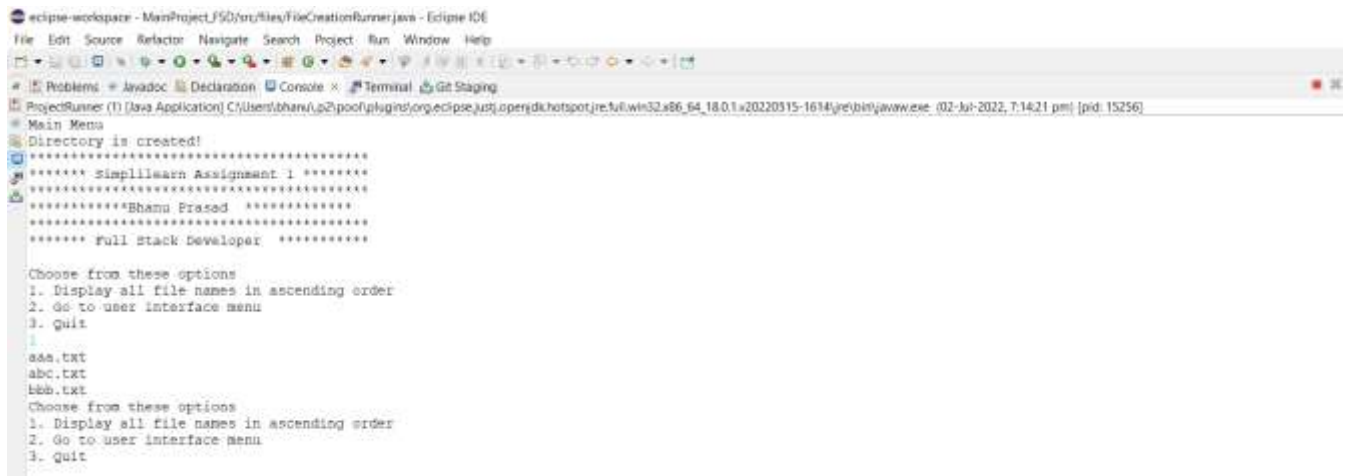 eclipse-workspace - MainProject_FSD/src/files/FileCreationRunner.java - Eclipse IDE
File Edit Source Refactor Navigate Search Project Run Window Help
Problems Javadoc Declaration Console Terminal Git Staging
ProjectRunner (1) [Java Application] C:\Users\bhanu\.p2\pool\plugins\org.eclipse.justj.openjdk.hotspot.jre.full.win32.x86_64_18.0.1.v20220515-1614\jre\bin\javaw.exe (02-Jul-2022, 7:14:21 pm) [pid: 15256]
Main Menu
Directory is created!
*****************************************
******* Simplilearn Assignment 1 ********
*****************************************
************Bhanu Prasad *************
*****************************************
******* Full Stack Developer ***********
Choose from these options
1. Display all file names in ascending order
2. Go to user interface menu
3. Quit
1
aaa.txt
abc.txt
bbb.txt
Choose from these options
1. Display all file names in ascending order
2. Go to user interface menu
3. Quit